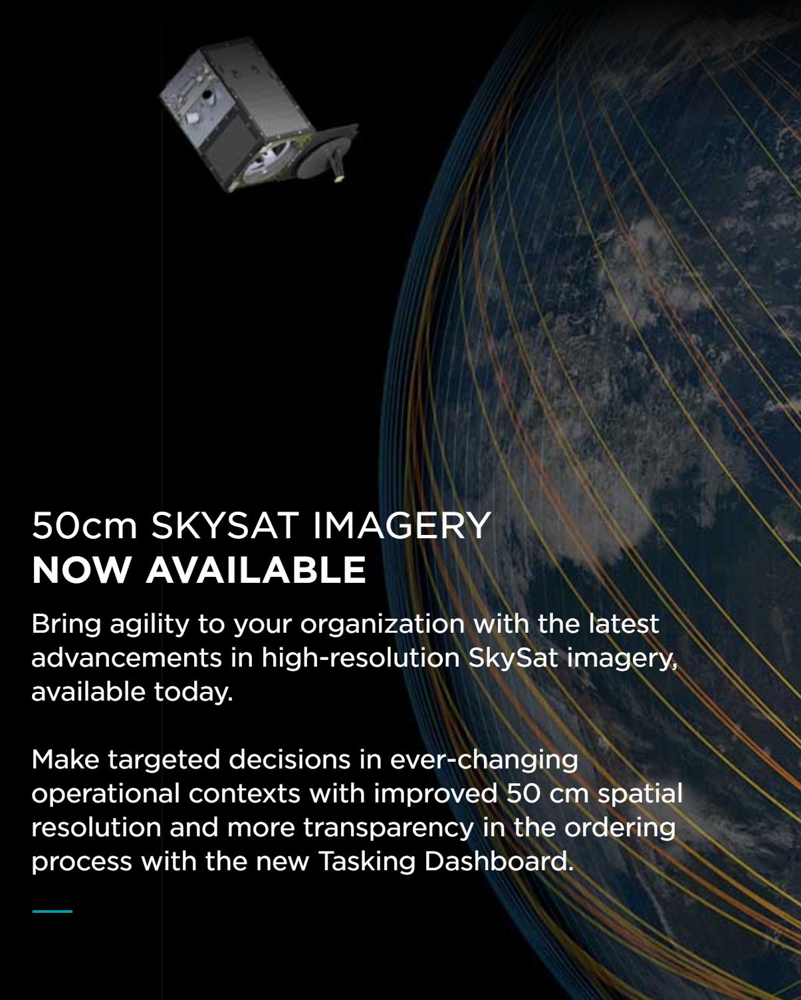 50cm SKYSAT IMAGERY
NOW AVAILABLE
Bring agility to your organization with the latest
advancements in high-resolution SkySat imagery,
available today.
Make targeted decisions in ever-changing
operational contexts with improved 50 cm spatial
resolution and more transparency in the ordering
process with the new Tasking Dashboard.